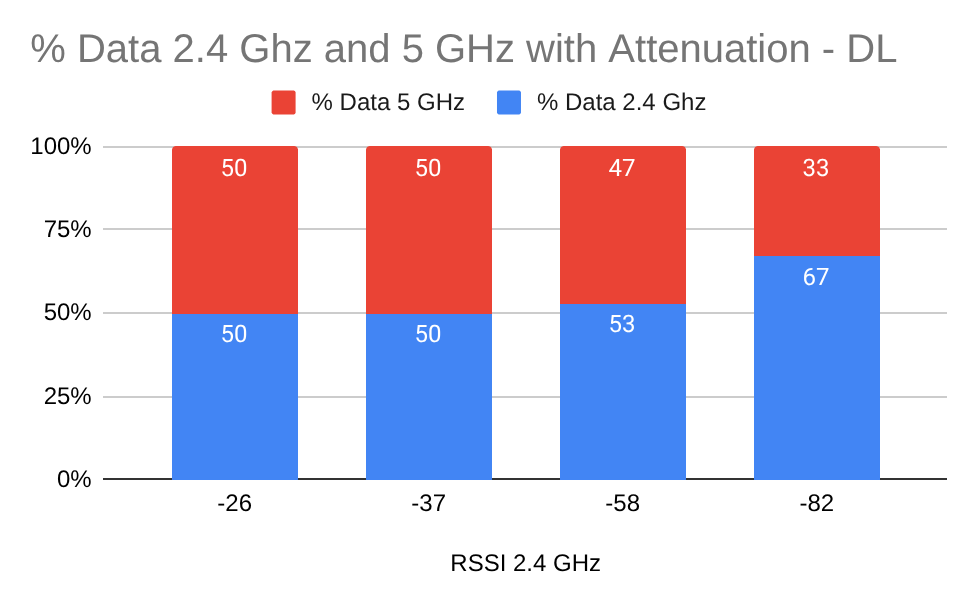 % Data 2.4 Ghz and 5 GHz with Attenuation - DL
% Data 5 GHz % Data 2.4 Ghz
100%
50 50 47 33
75%
67
50%
50 50 53
25%
0%
-26 -37 -58 -82
RSSI 2.4 GHz